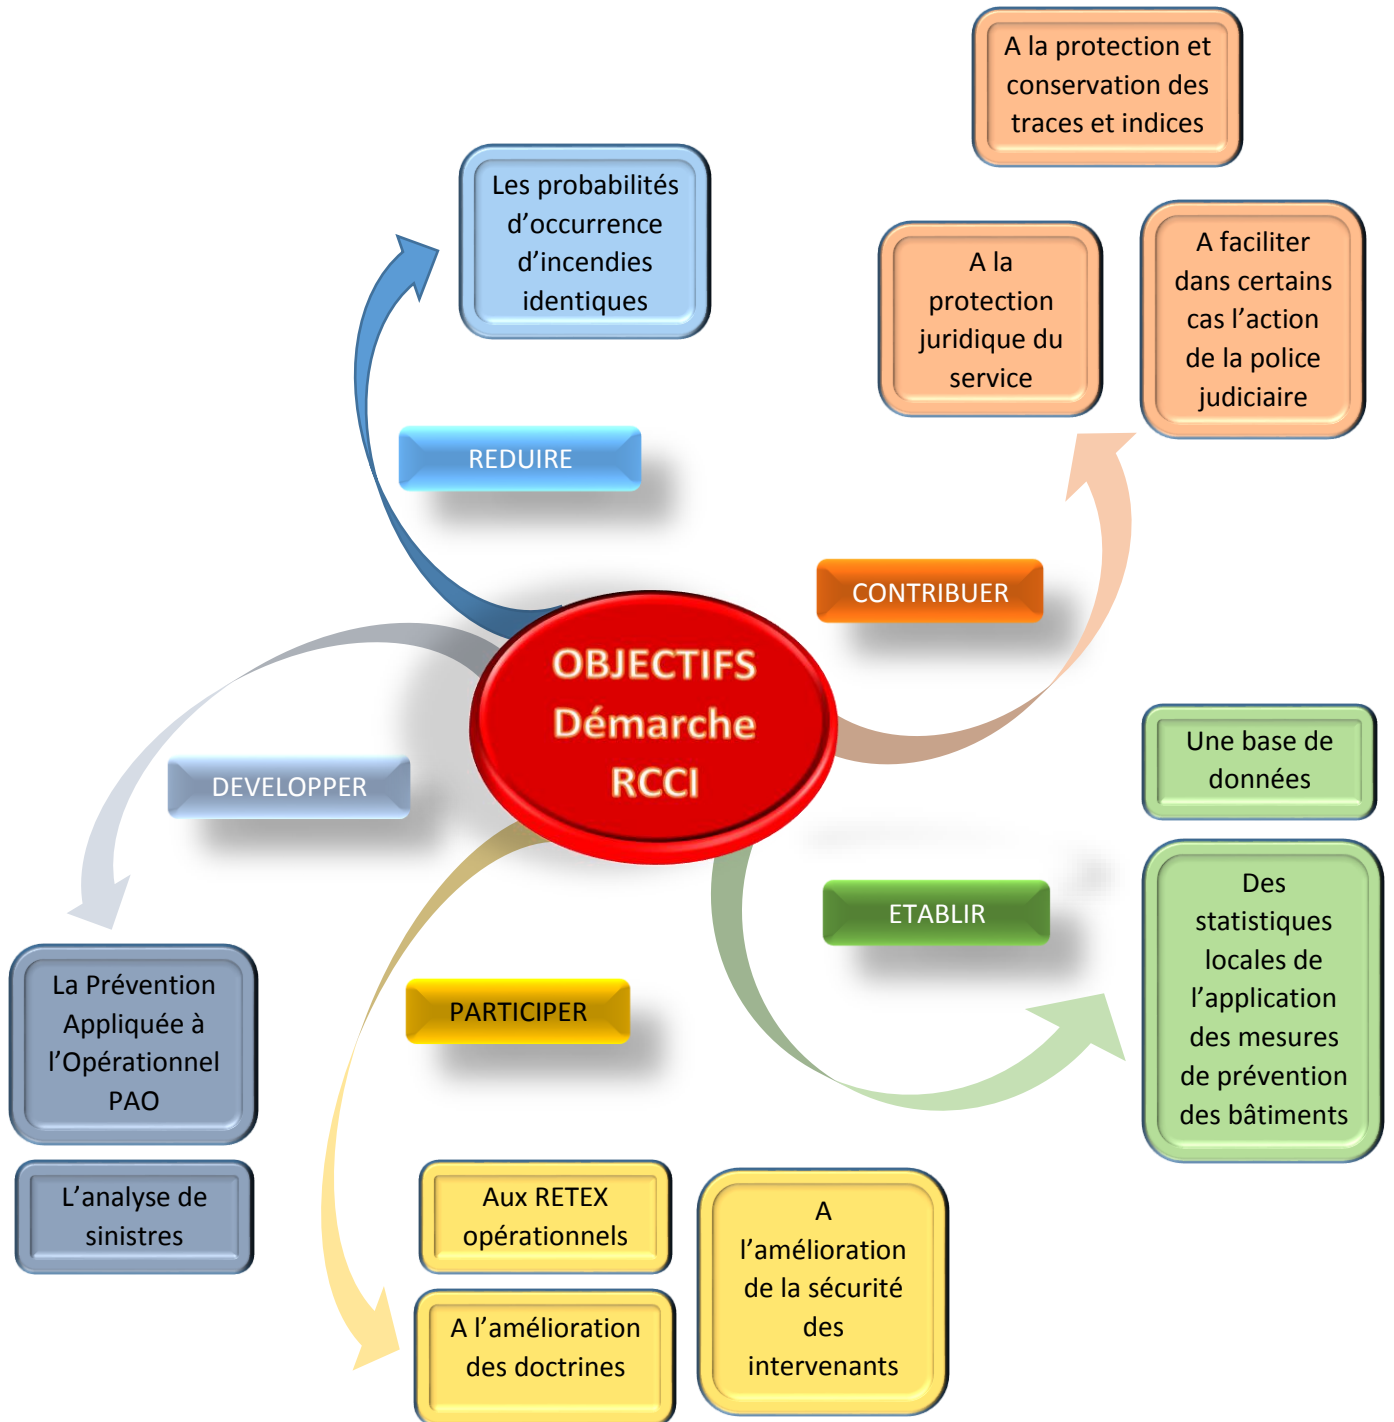 A la protection et
conservation des
traces et indices
Les probabilités
d’occurrence
d’incendies
identiques
A la
protection
juridique du
service
A faciliter
dans certains
cas l’action
de la police
judiciaire
REDUIRE
CONTRIBUER
OBJECTIFS
Démarche
RCCI
DEVELOPPER
Une base de
données
ETABLIR
Des
statistiques
locales de
l’application
des mesures
de prévention
des bâtiments
La Prévention
Appliquée à
l’Opérationnel
PAO
PARTICIPER
L’analyse de
sinistres
Aux RETEX
opérationnels
A l’amélioration
des doctrines
A
l’amélioration
de la sécurité
des
intervenants